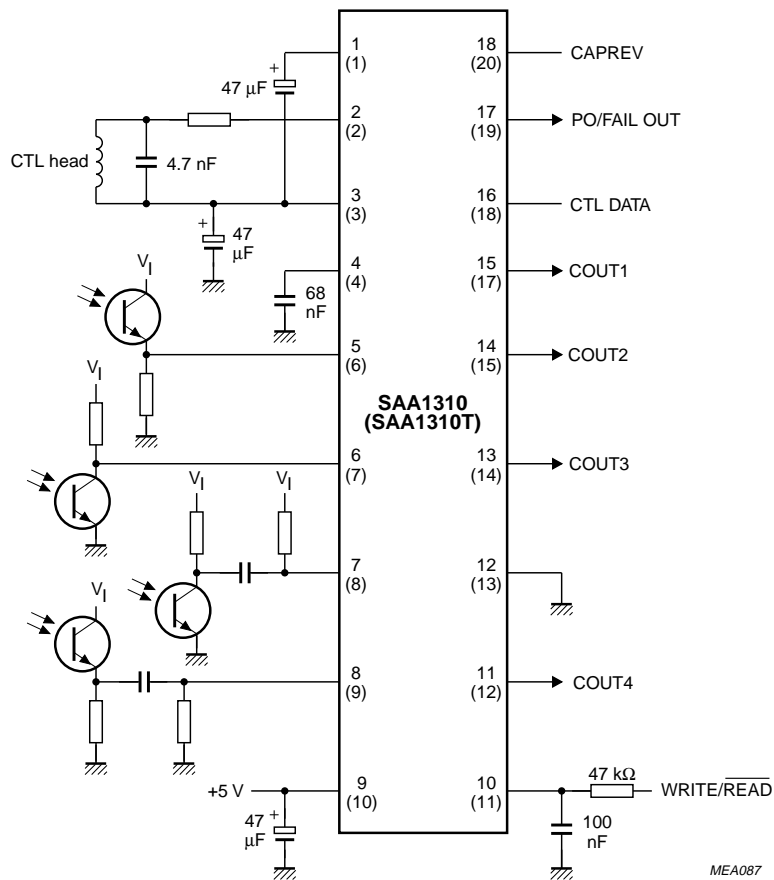 1
(1)
18
(20)
CAPREV
+
47 µF
2
(2)
17
(19)
PO/FAIL OUT
CTL head
4.7 nF
3
(3)
16
(18)
CTL DATA
+
47
µF
VI
4
(4)
15
(17)
COUT1
68
nF
5
(6)
14
(15)
COUT2
VI
SAA1310
(SAA1310T)
6
(7)
13
(14)
COUT3
VI
VI
7
(8)
12
(13)
VI
8
(9)
11
(12)
COUT4
+5 V
9
(10)
10
(11)
47 kΩ
WRITE/READ
47
µF
+
100
nF
MEA087